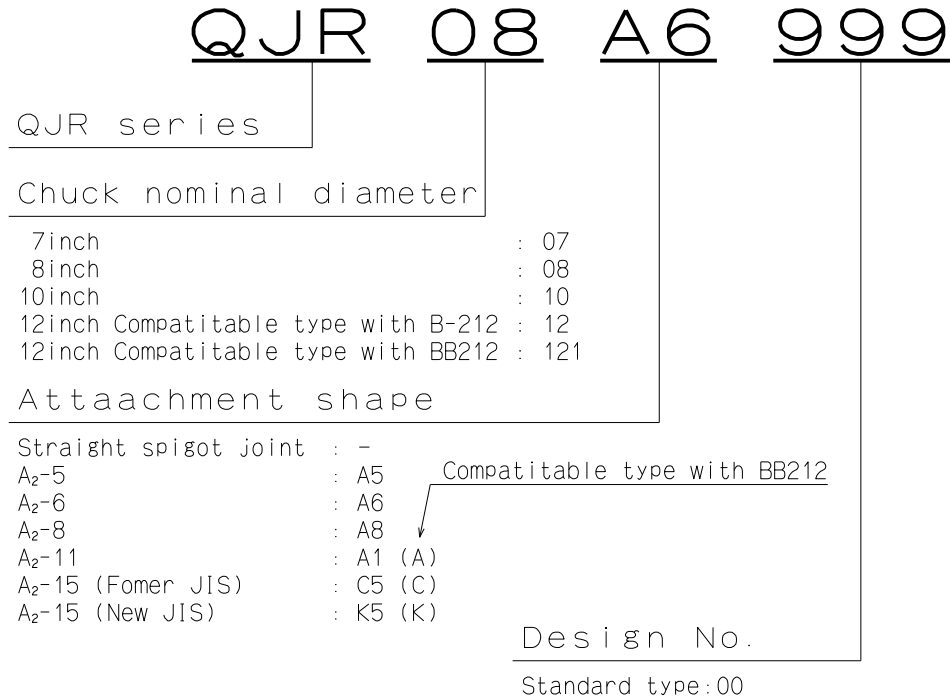 QJR 08 A6 999
QJR series
Chuck nominal diameter
7inch : 07
8inch : 08
10inch : 10
12inch Compatitable type with B-212 : 12
12inch Compatitable type with BB212 : 121
Attaachment shape
Straight spigot joint : -
A₂-5 : A5
Compatitable type with BB212
A₂-6 : A6
A₂-8 : A8
A₂-11 : A1 (A)
A₂-15 (Fomer JIS) : C5 (C)
A₂-15 (New JIS) : K5 (K)
Design No.
Standard type:00